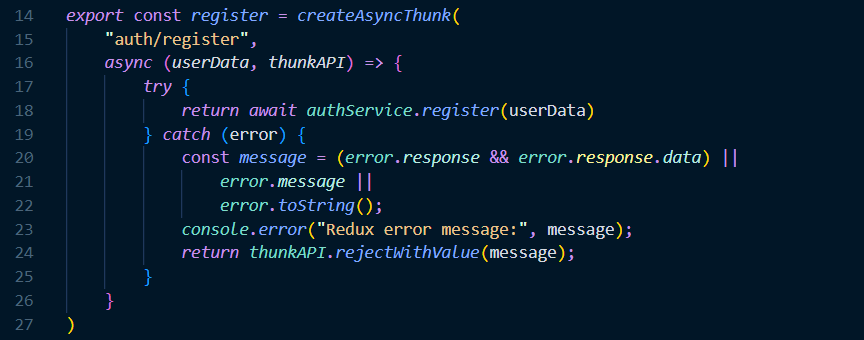 14 export const register = createAsyncThunk(
15     "auth/register",
16     async (userData, thunkAPI) => {
17         try {
18             return await authService.register(userData)
19         } catch (error) {
20             const message = (error.response && error.response.data) ||
21                 error.message ||
22                 error.toString();
23             console.error("Redux error message:", message);
24             return thunkAPI.rejectWithValue(message);
25         }
26     }
27 )